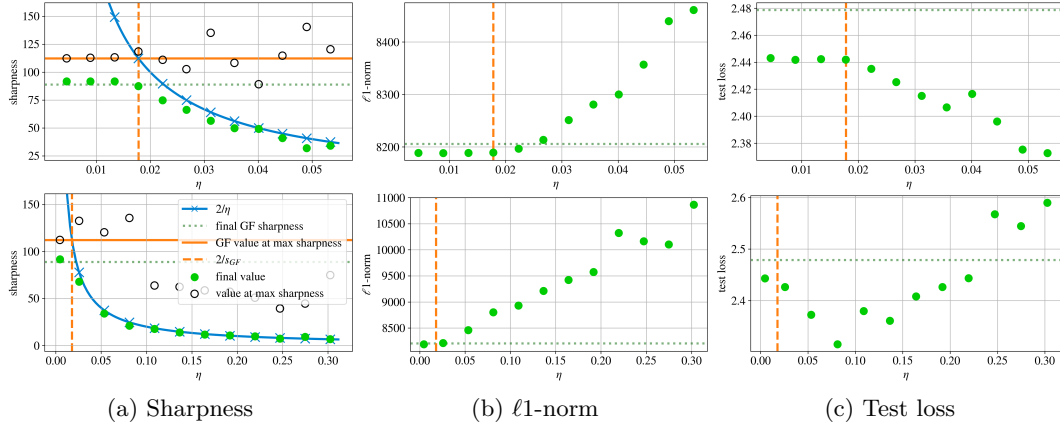 sharpness
150
125
100
75
50
25
0.01 0.02 0.03 0.04 0.05
η
ℓ1-norm
8400
8300
8200
0.00 0.01 0.02 0.03 0.04 0.05
η
test loss
2.48
2.46
2.44
2.42
2.40
2.38
0.01 0.02 0.03 0.04 0.05
η
sharpness
150
100
50
0
0.00 0.05 0.10 0.15 0.20 0.25 0.30
η
2/η
final GF sharpness
GF value at max sharpness
2/s_GF
final value
value at max sharpness
ℓ1-norm
11000
10500
10000
9500
9000
8500
0.00 0.05 0.10 0.15 0.20 0.25 0.30
η
test loss
2.6
2.5
2.4
0.00 0.05 0.10 0.15 0.20 0.25 0.30
η
(a) Sharpness
(b) ℓ1-norm
(c) Test loss